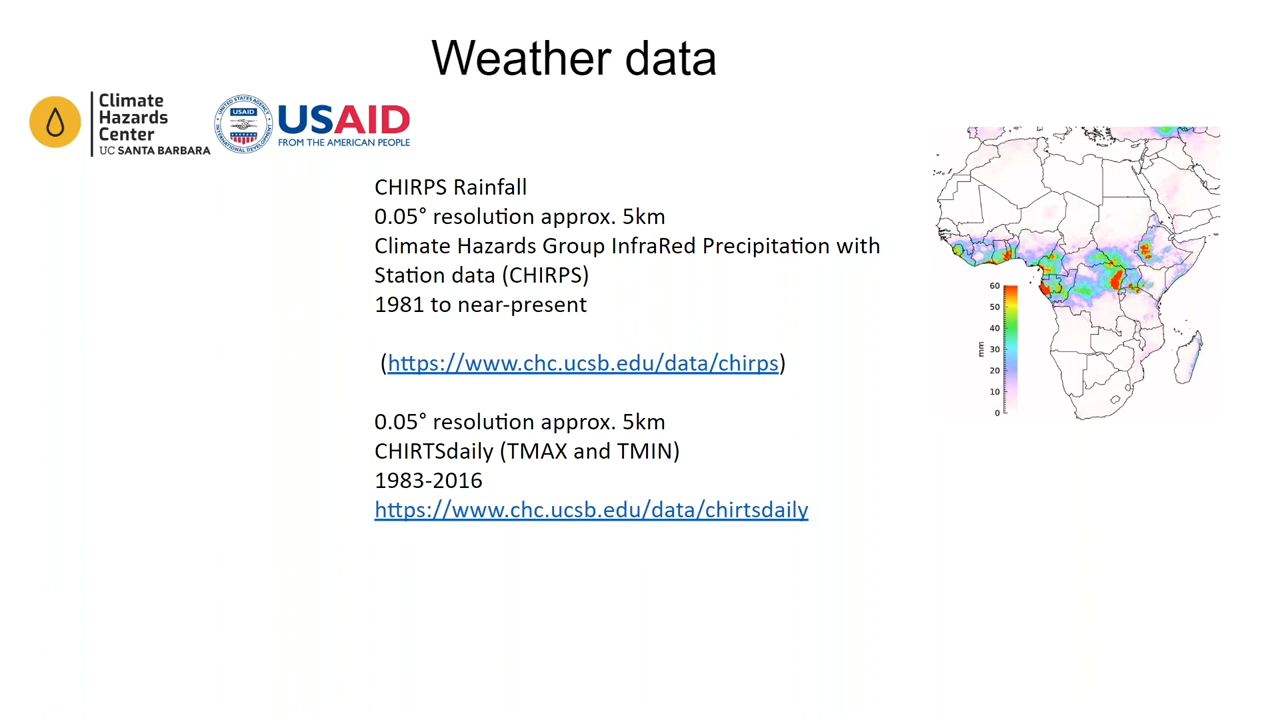 Weather data
Climate
Hazards
Center
UC SANTA BARBARA
USAID
USAID
FROM THE AMERICAN PEOPLE
CHIRPS Rainfall
0.05° resolution approx. 5km
Climate Hazards Group InfraRed Precipitation with
Station data (CHIRPS)
1981 to near-present
(https://www.chc.ucsb.edu/data/chirps)
0.05° resolution approx. 5km
CHIRTSdaily (TMAX and TMIN)
1983-2016
https://www.chc.ucsb.edu/data/chirtsdaily
60
50
40
30
20
10
0
mm